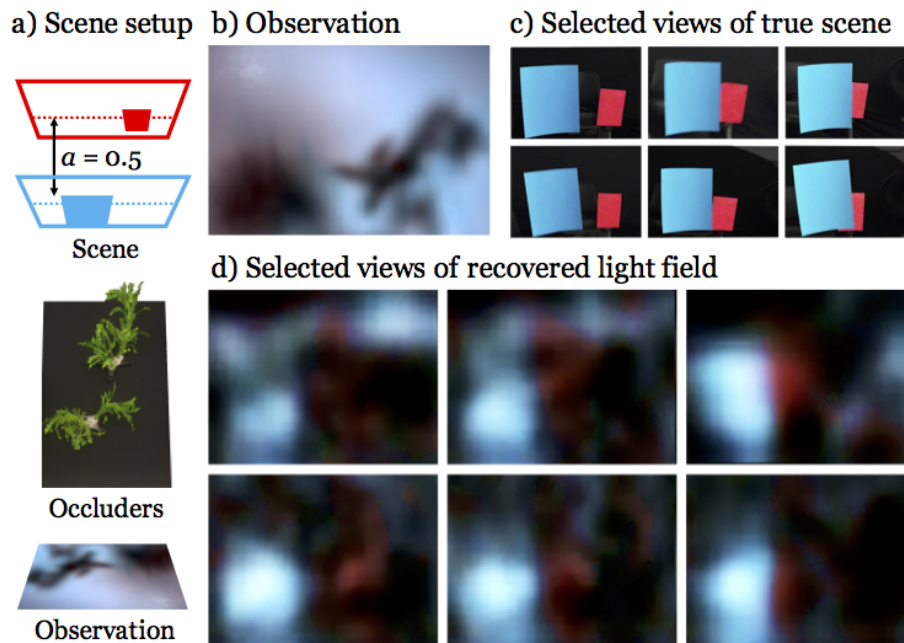 a) Scene setup
b) Observation
c) Selected views of true scene
a = 0.5
Scene
d) Selected views of recovered light field
Occluders
Observation